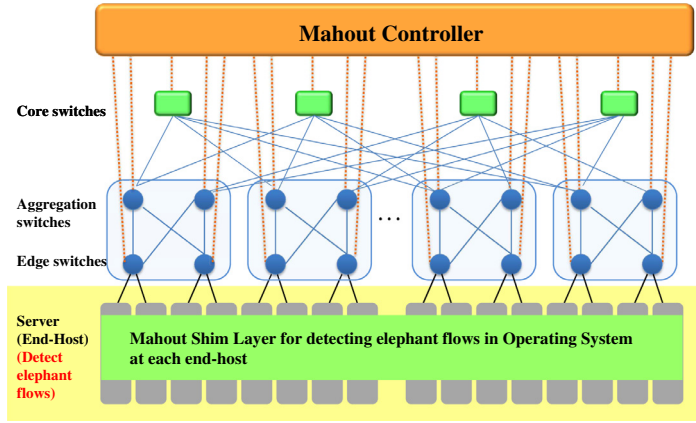 Mahout Controller
Core switches
Aggregation
switches
...
Edge switches
Server
(End-Host)
(Detect
elephant
flows)
Mahout Shim Layer for detecting elephant flows in Operating System
at each end-host